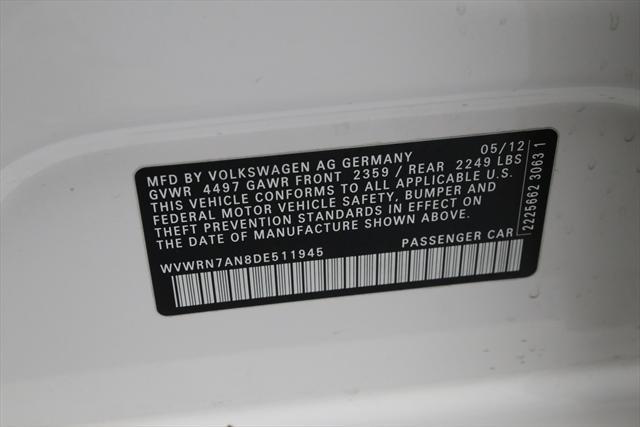 MFD BY VOLKSWAGEN AG GERMANY 05/12
GVWR 4497 GAWR FRONT 2359 / REAR 2249 LBS
THIS VEHICLE CONFORMS TO ALL APPLICABLE U.S.
FEDERAL MOTOR VEHICLE SAFETY, BUMPER AND
THEFT PREVENTION STANDARDS IN EFFECT ON
THE DATE OF MANUFACTURE SHOWN ABOVE.
WVWRN7AN8DE511945 PASSENGER CAR
2225662 3063 1